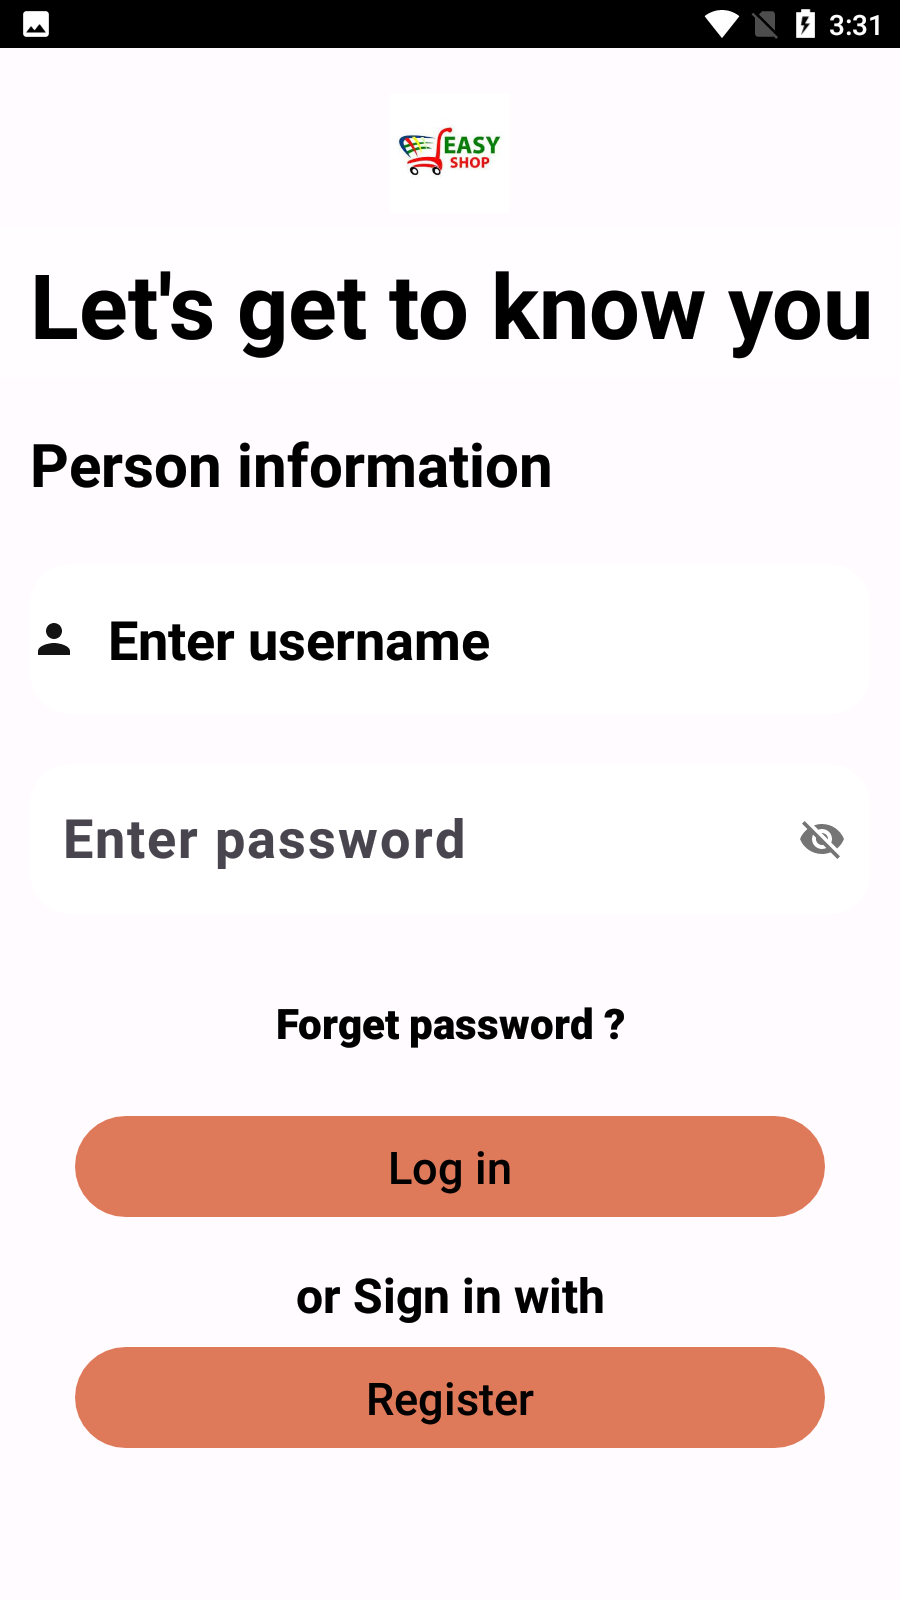 3:31
EASY
SHOP
Let's get to know you
Person information
Enter username
Enter password
Forget password ?
Log in
or Sign in with
Register